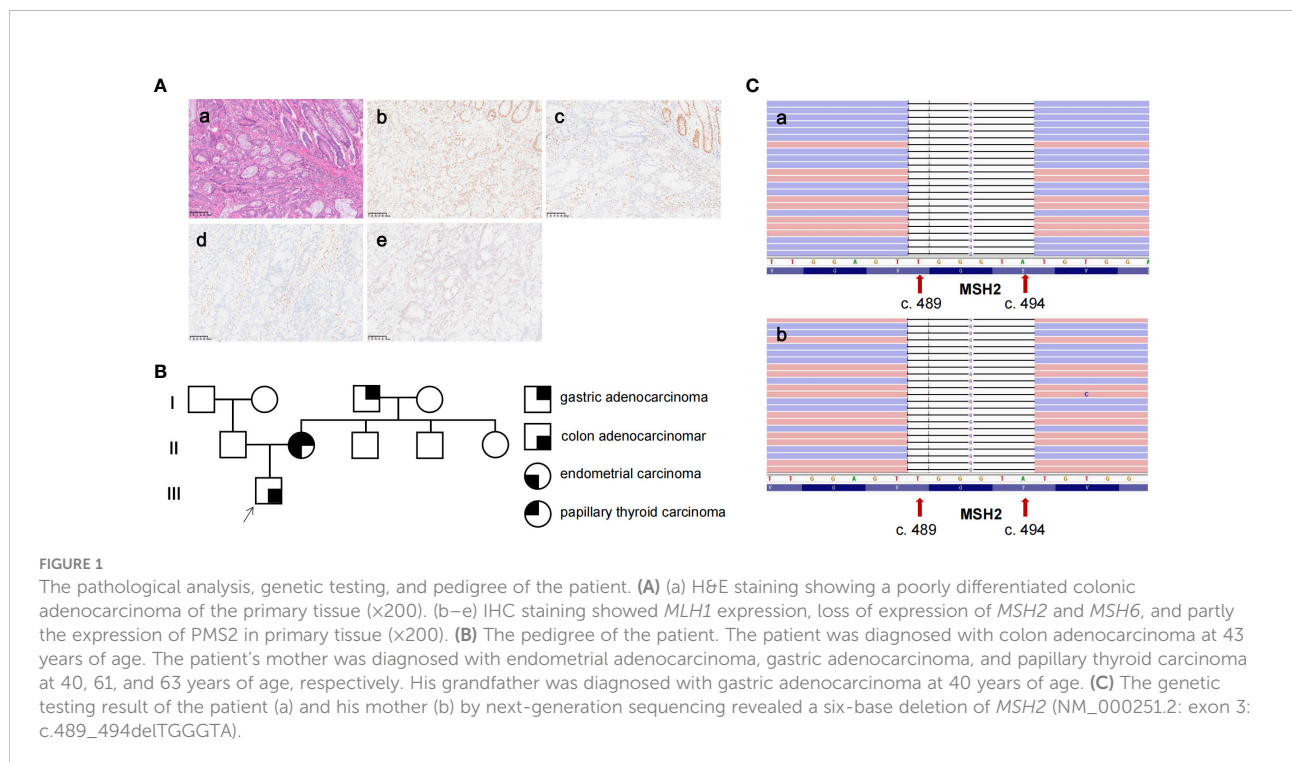 A
a
b
c
d
e
B
I
II
III
gastric adenocarcinoma
colon adenocarcinomar
endometrial carcinoma
papillary thyroid carcinoma
C
a
T T G G A G T T G G G T A T G T G G A
V G V G Y V
MSH2
c. 489 c. 494
b
C
T T G G A G T T G G G T A T G T G G
V G V G Y V
MSH2
c. 489 c. 494
FIGURE 1
The pathological analysis, genetic testing, and pedigree of the patient. (A) (a) H&E staining showing a poorly differentiated colonic
adenocarcinoma of the primary tissue (×200). (b–e) IHC staining showed MLH1 expression, loss of expression of MSH2 and MSH6, and partly
the expression of PMS2 in primary tissue (×200). (B) The pedigree of the patient. The patient was diagnosed with colon adenocarcinoma at 43
years of age. The patient's mother was diagnosed with endometrial adenocarcinoma, gastric adenocarcinoma, and papillary thyroid carcinoma
at 40, 61, and 63 years of age, respectively. His grandfather was diagnosed with gastric adenocarcinoma at 40 years of age. (C) The genetic
testing result of the patient (a) and his mother (b) by next-generation sequencing revealed a six-base deletion of MSH2 (NM_000251.2: exon 3:
c.489_494delTGGGTA).